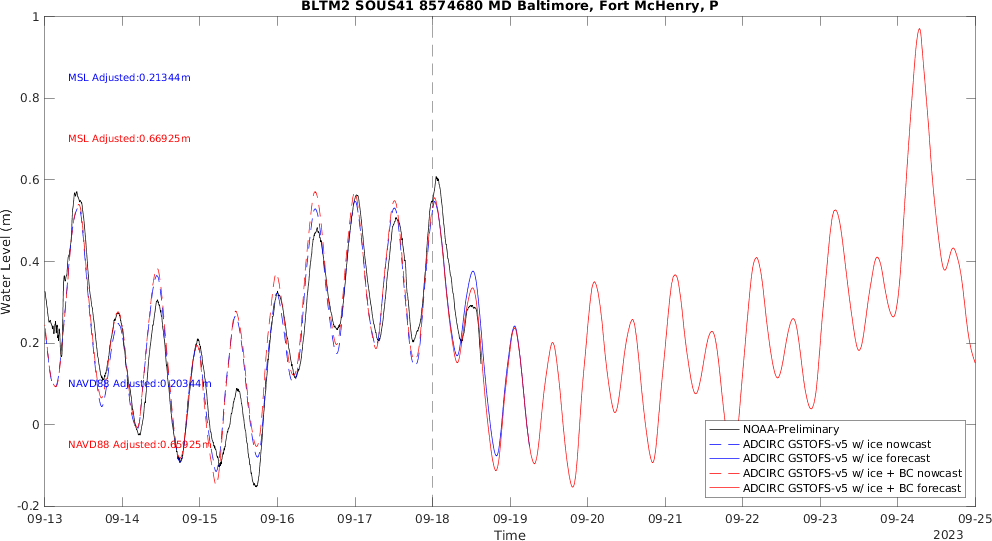 BLTM2 SOUS41 8574680 MD Baltimore, Fort McHenry, P
MSL Adjusted:0.21344m
MSL Adjusted:0.66925m
NAVD88 Adjusted:0.20344m
NAVD88 Adjusted:0.65925m
Water Level (m)
1
0.8
0.6
0.4
0.2
0
-0.2
09-13 09-14 09-15 09-16 09-17 09-18 09-19 09-20 09-21 09-22 09-23 09-24 09-25
Time
2023
NOAA-Preliminary
ADCIRC GSTOFS-v5 w/ ice nowcast
ADCIRC GSTOFS-v5 w/ ice forecast
ADCIRC GSTOFS-v5 w/ ice + BC nowcast
ADCIRC GSTOFS-v5 w/ ice + BC forecast